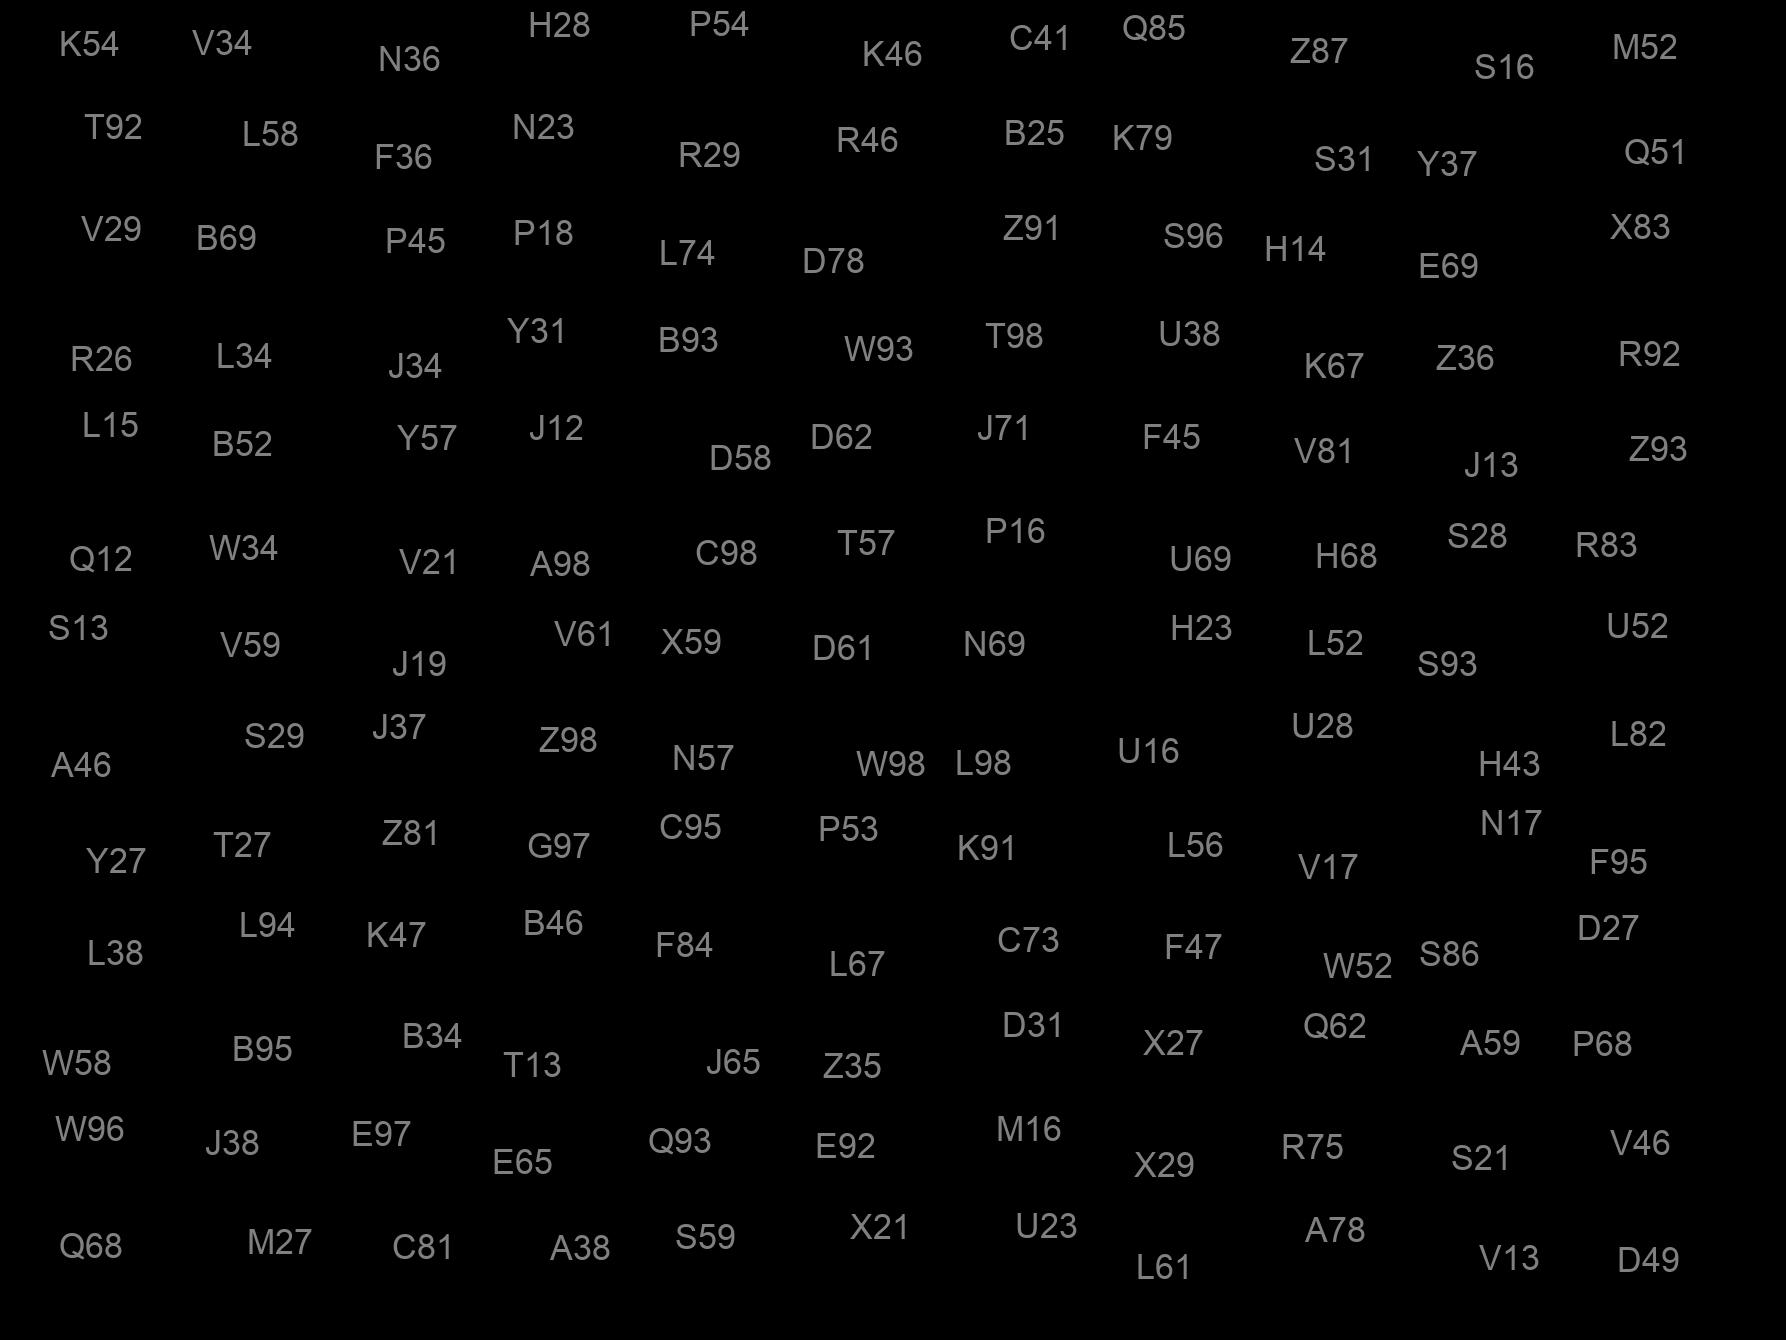 K54 V34 N36 H28 P54 K46 C41 Q85 Z87 S16 M52
T92 L58 F36 N23 R29 R46 B25 K79 S31 Y37 Q51
V29 B69 P45 P18 L74 D78 Z91 S96 H14 E69 X83
R26 L34 J34 Y31 B93 W93 T98 U38 K67 Z36 R92
L15 B52 Y57 J12 D58 D62 J71 F45 V81 J13 Z93
Q12 W34 V21 A98 C98 T57 P16 U69 H68 S28 R83
S13 V59 J19 V61 X59 D61 N69 H23 L52 S93 U52
A46 S29 J37 Z98 N57 W98 L98 U16 U28 H43 L82
Y27 T27 Z81 G97 C95 P53 K91 L56 V17 N17 F95
L38 L94 K47 B46 F84 L67 C73 F47 W52 S86 D27
W58 B95 B34 T13 J65 Z35 D31 X27 Q62 A59 P68
W96 J38 E97 E65 Q93 E92 M16 X29 R75 S21 V46
Q68 M27 C81 A38 S59 X21 U23 L61 A78 V13 D49